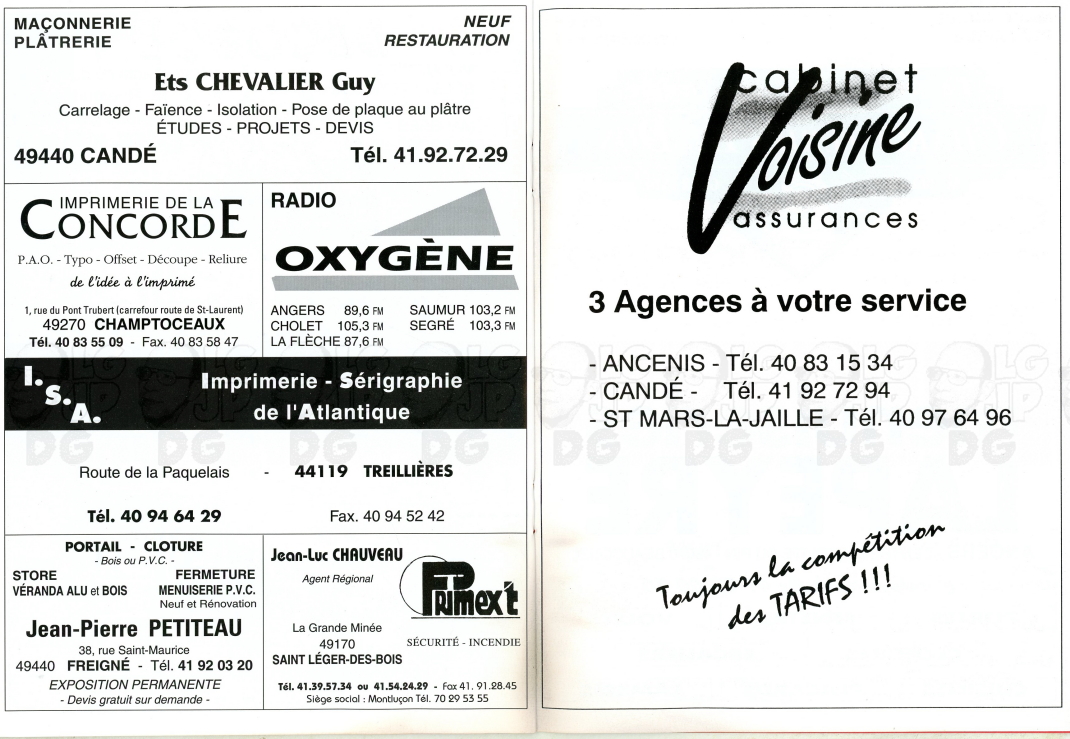 MAÇONNERIE
PLÂTRERIE
NEUF
RESTAURATION
Ets CHEVALIER Guy
Carrelage - Faïence - Isolation - Pose de plaque au plâtre
ÉTUDES - PROJETS - DEVIS
49440 CANDÉ Tél. 41.92.72.29
IMPRIMERIE DE LA
CONCORDE
P.A.O. - Typo - Offset - Découpe - Reliure
de l'idée à l'imprimé
1, rue du Pont Trubert (carrefour route de St-Laurent)
49270 CHAMPTOCEAUX
Tél. 40 83 55 09 - Fax. 40 83 58 47
RADIO
OXYGÈNE
ANGERS 89,6 FM SAUMUR 103,2 FM
CHOLET 105,3 FM SEGRÉ 103,3 FM
LA FLÈCHE 87,6 FM
I.S.A.
Imprimerie - Sérigraphie
de l'Atlantique
Route de la Paquelais - 44119 TREILLIÈRES
Tél. 40 94 64 29 Fax. 40 94 52 42
PORTAIL - CLOTURE
- Bois ou P.V.C. -
STORE FERMETURE
VÉRANDA ALU et BOIS MENUISERIE P.V.C.
Neuf et Rénovation
Jean-Pierre PETITEAU
38, rue Saint-Maurice
49440 FREIGNÉ - Tél. 41 92 03 20
EXPOSITION PERMANENTE
- Devis gratuit sur demande -
Jean-Luc CHAUVEAU
Agent Régional
PRIMEX'T
La Grande Minée
49170
SÉCURITÉ - INCENDIE
SAINT LÉGER-DES-BOIS
Tél. 41.39.57.34 ou 41.54.24.29 - Fax 41. 91.28.45
Siège social : Montluçon Tél. 70 29 53 55
cabinet
Voisine
assurances
3 Agences à votre service
- ANCENIS - Tél. 40 83 15 34
- CANDÉ - Tél. 41 92 72 94
- ST MARS-LA-JAILLE - Tél. 40 97 64 96
Toujours la compétition
des TARIFS !!!
LG
JP
DG